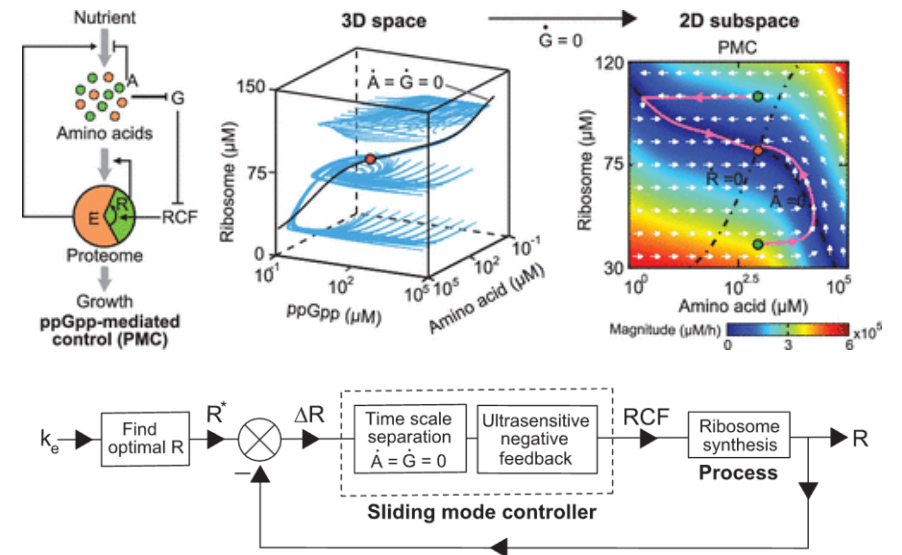 Nutrient
A
G
Amino acids
E
R
RCF
Proteome
Growth
ppGpp-mediated
control (PMC)
3D space
Ȧ = Ġ = 0
150
75
0
Ribosome (μM)
10¹
10²
10⁵
ppGpp (μM)
10⁵
10²
10⁻¹
Amino acid (μM)
Ġ = 0
2D subspace
PMC
120
75
30
Ribosome (μM)
Ṙ =0
Ȧ =0
10⁰
10²·⁵
10⁵
Amino acid (μM)
Magnitude (μM/h)
0
3
6
x10⁵
kₑ
Find
optimal R
R*
−
ΔR
Time scale
separation
Ȧ = Ġ = 0
Ultrasensitive
negative
feedback
Sliding mode controller
RCF
Ribosome
synthesis
Process
R